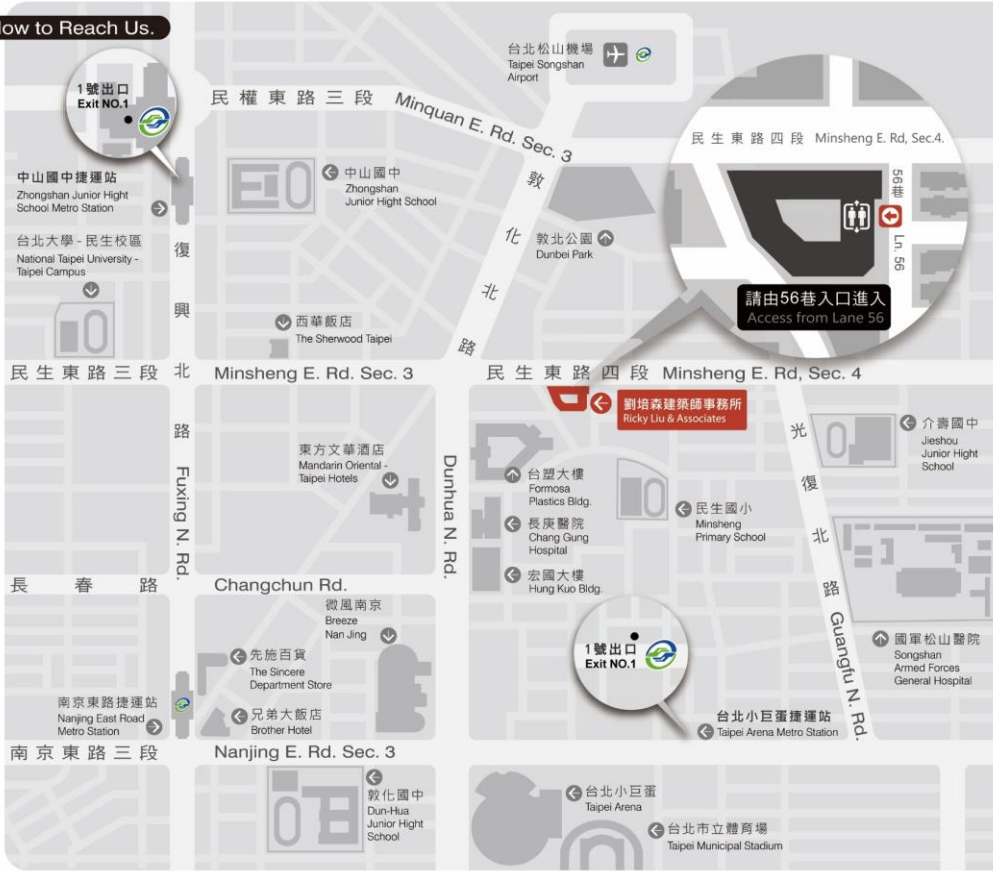 How to Reach Us.
1號出口
Exit NO.1
台北松山機場
Taipei Songshan
Airport
民權東路三段 Minquan E. Rd. Sec. 3
民生東路四段 Minsheng E. Rd, Sec.4.
56巷 Ln. 56
請由56巷入口進入
Access from Lane 56
中山國中捷運站
Zhongshan Junior Hight
School Metro Station
中山國中
Zhongshan
Junior Hight School
台北大學 - 民生校區
National Taipei University -
Taipei Campus
敦北公園
Dunbei Park
西華飯店
The Sherwood Taipei
復興北路 Fuxing N. Rd.
敦化北路
Dunhua N. Rd.
民生東路三段 Minsheng E. Rd. Sec. 3
民生東路四段 Minsheng E. Rd, Sec. 4
劉培森建築師事務所
Ricky Liu & Associates
光復北路 Guangfu N. Rd.
介壽國中
Jieshou
Junior Hight
School
東方文華酒店
Mandarin Oriental -
Taipei Hotels
台塑大樓
Formosa
Plastics Bldg.
長庚醫院
Chang Gung
Hospital
宏國大樓
Hung Kuo Bldg.
民生國小
Minsheng
Primary School
長春路 Changchun Rd.
微風南京
Breeze
Nan Jing
先施百貨
The Sincere
Department Store
兄弟大飯店
Brother Hotel
1號出口
Exit NO.1
國軍松山醫院
Songshan
Armed Forces
General Hospital
南京東路捷運站
Nanjing East Road
Metro Station
台北小巨蛋捷運站
Taipei Arena Metro Station
南京東路三段 Nanjing E. Rd. Sec. 3
敦化國中
Dun-Hua
Junior Hight
School
台北小巨蛋
Taipei Arena
台北市立體育場
Taipei Municipal Stadium